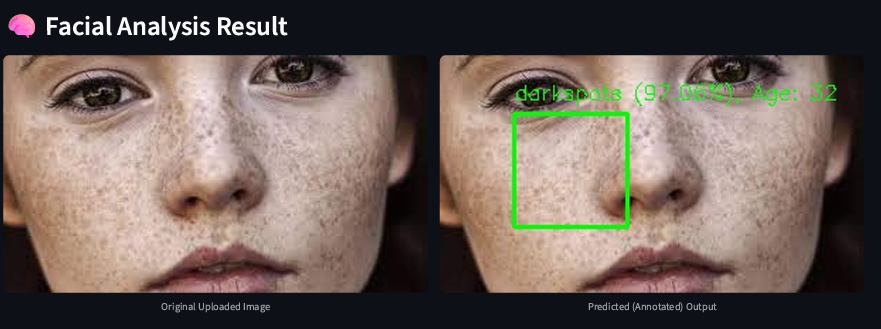 🧠 Facial Analysis Result
darkspots (97.06%), Age: 32
Original Uploaded Image
Predicted (Annotated) Output